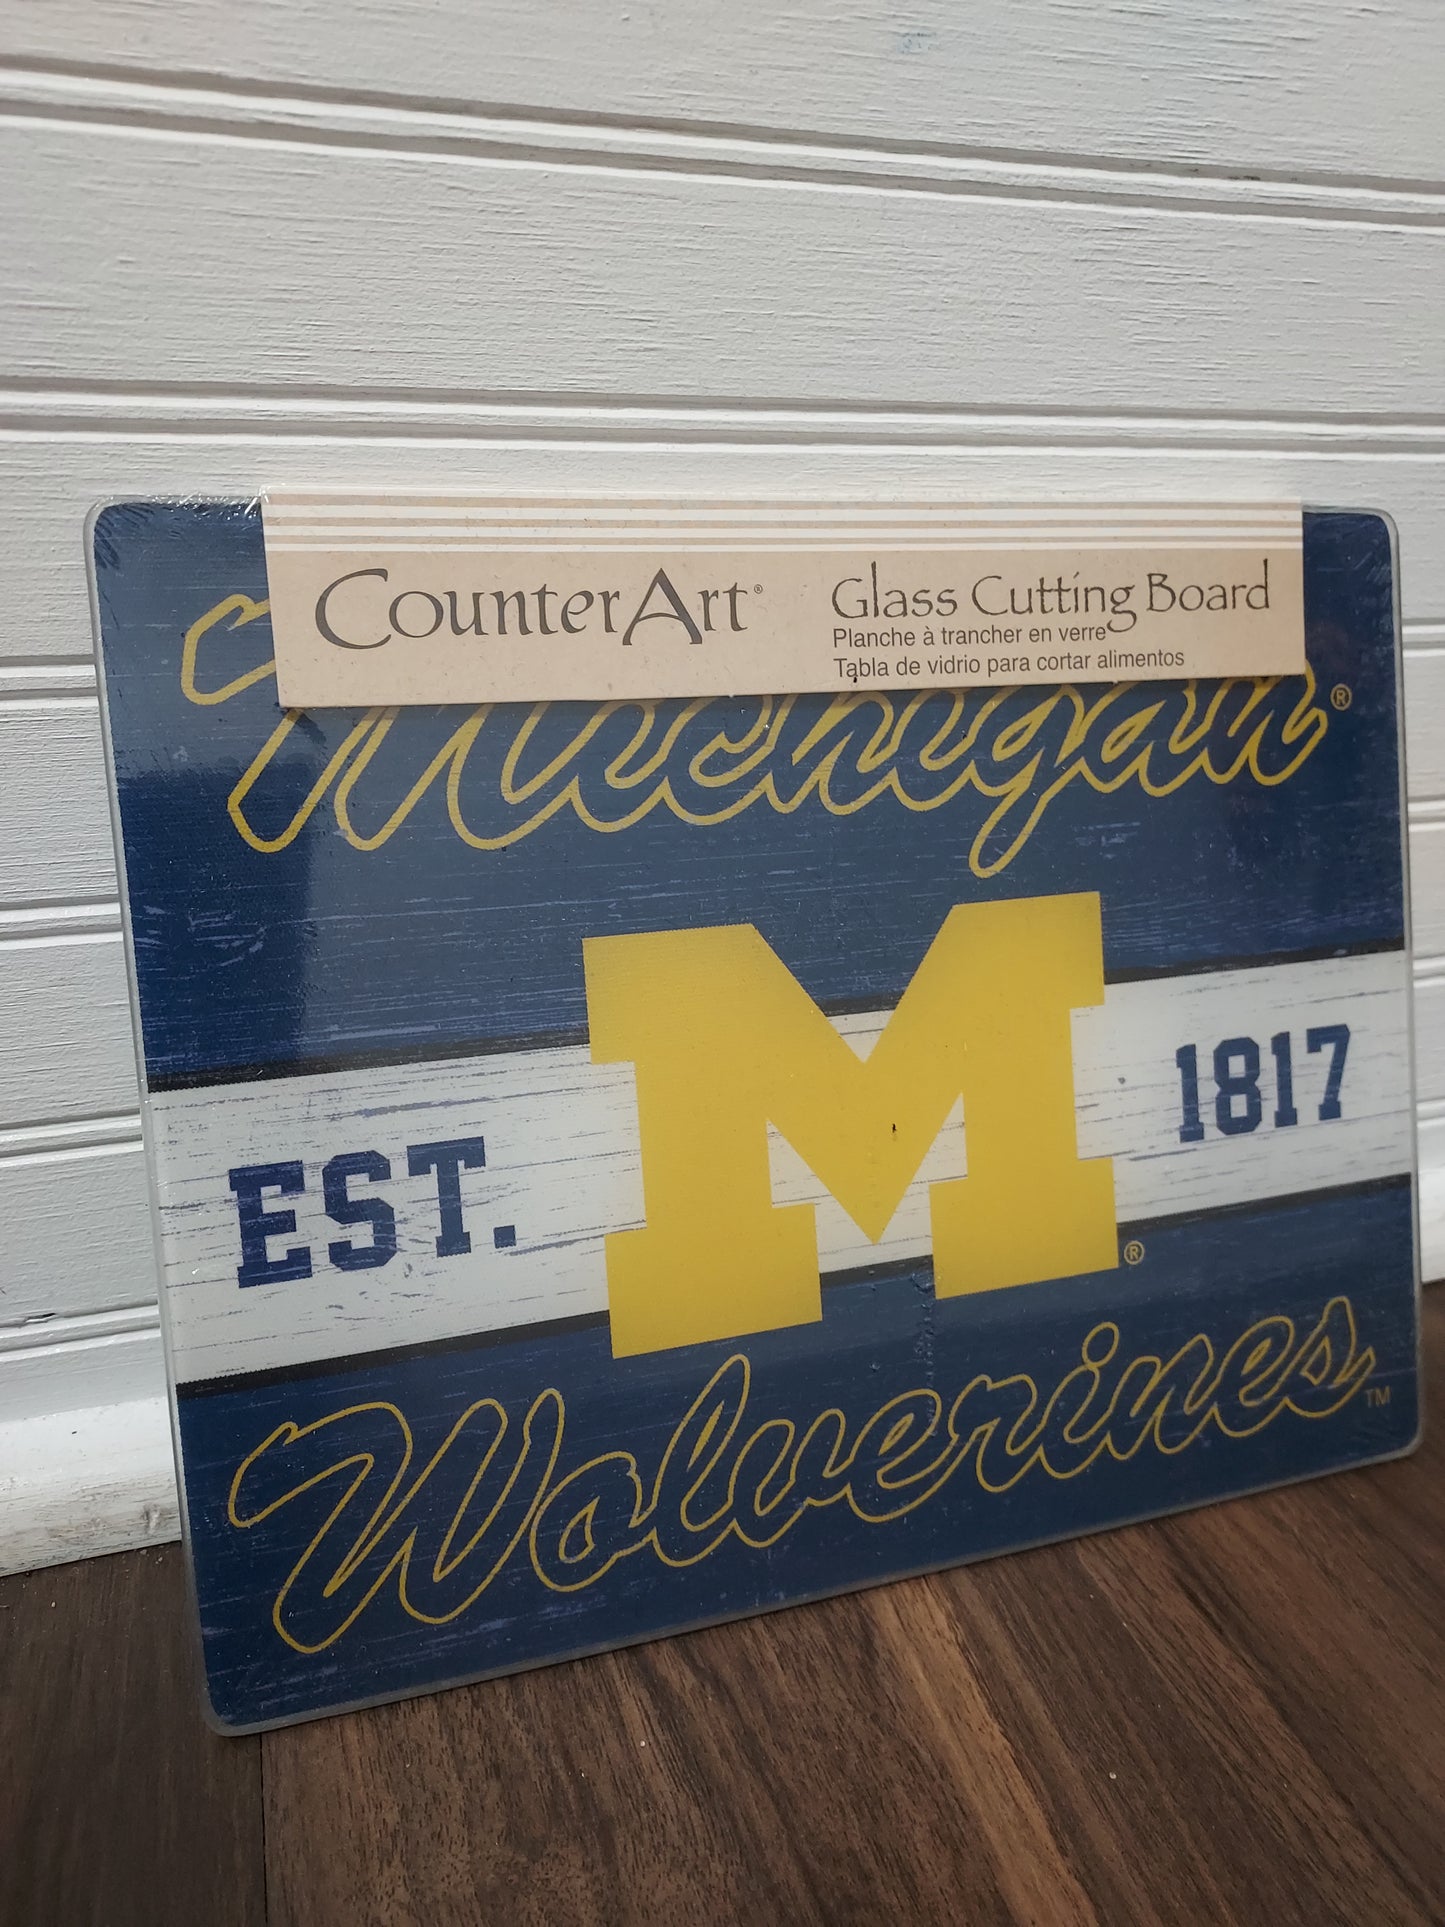 CounterArt®
Glass Cutting Board
Planche à trancher en verre
Tabla de vidrio para cortar alimentos
Michigan®
M®
EST. 1817
Wolverines™